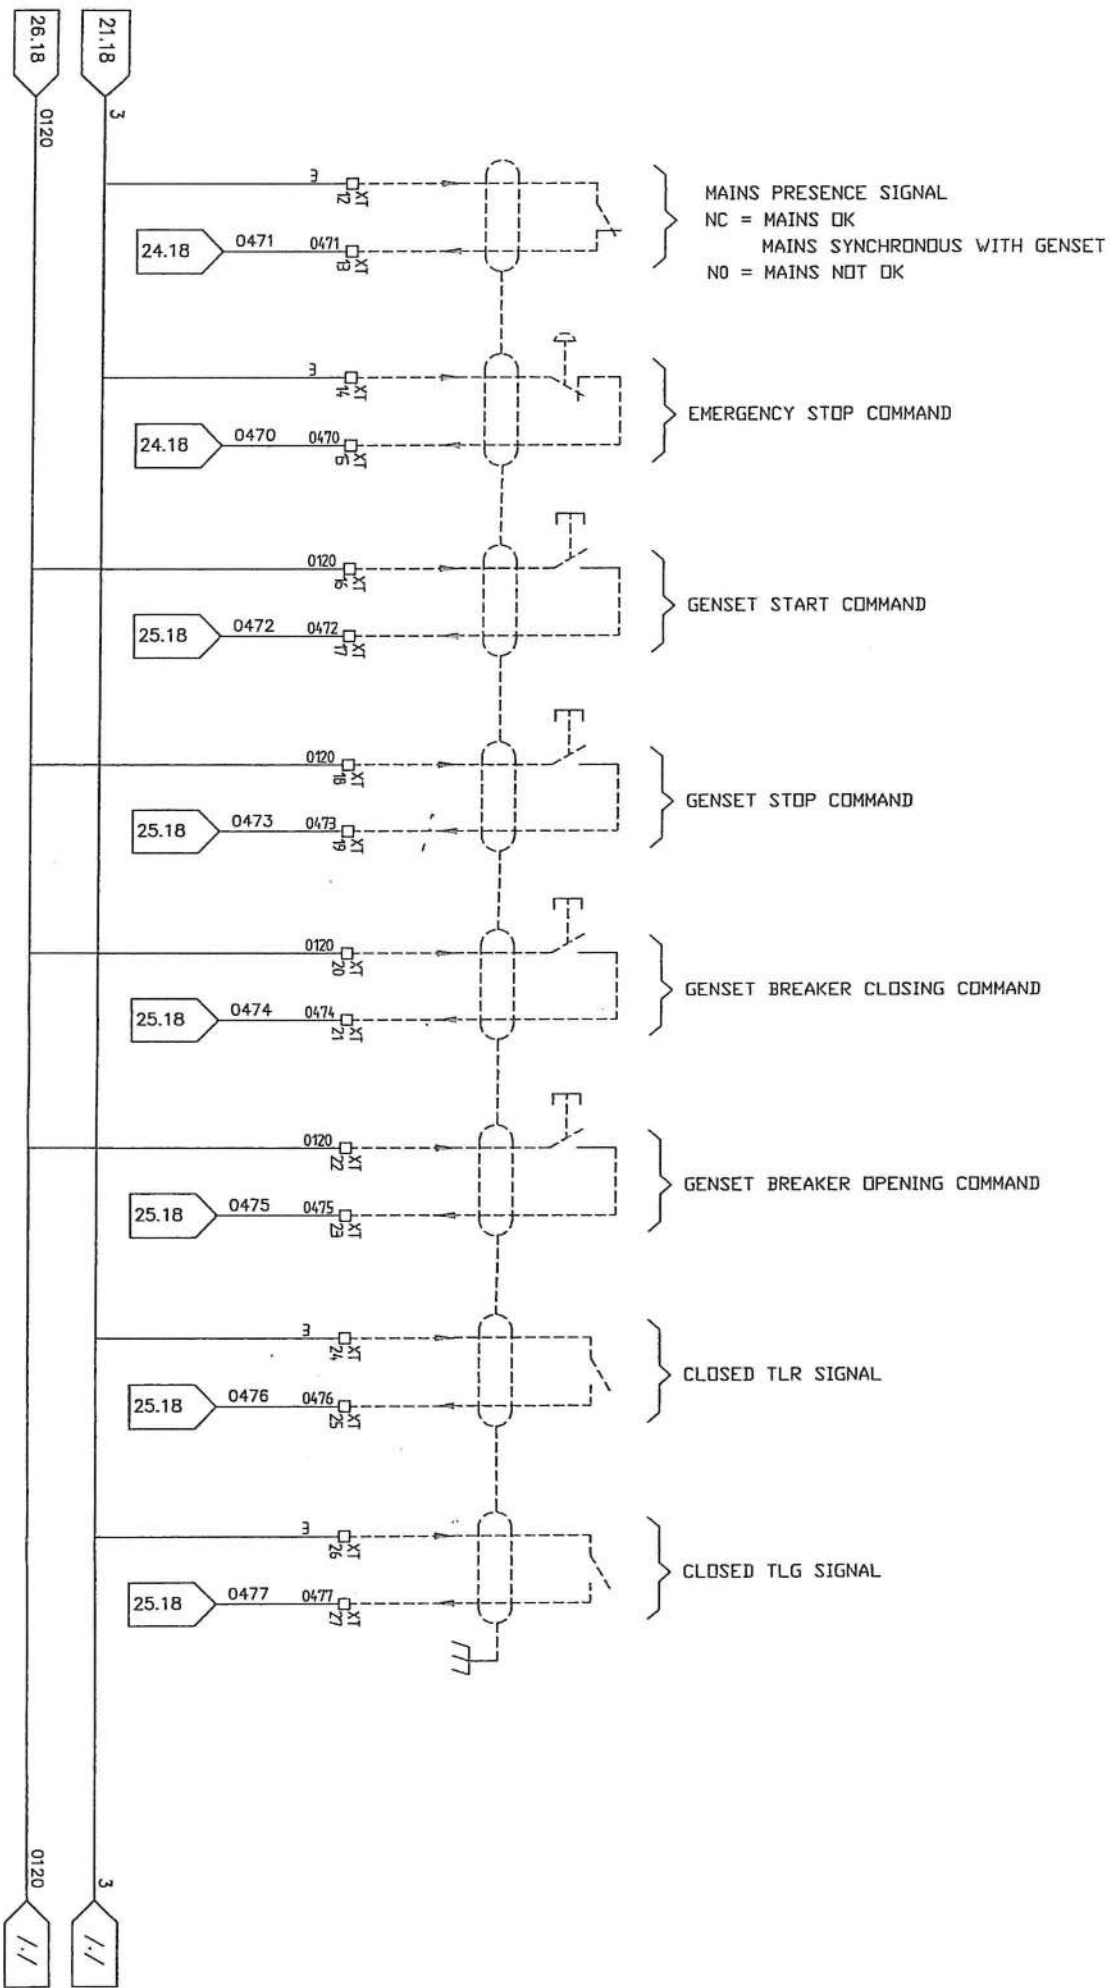 26.18
21.18
0120
3
3
12
XT
24.18
0471
0471
13
XT
MAINS PRESENCE SIGNAL
NC = MAINS OK
MAINS SYNCHRONOUS WITH GENSET
NO = MAINS NOT OK
3
14
XT
24.18
0470
0470
15
XT
EMERGENCY STOP COMMAND
0120
16
XT
25.18
0472
0472
17
XT
GENSET START COMMAND
0120
18
XT
25.18
0473
0473
19
XT
GENSET STOP COMMAND
0120
20
XT
25.18
0474
0474
21
XT
GENSET BREAKER CLOSING COMMAND
0120
22
XT
25.18
0475
0475
23
XT
GENSET BREAKER OPENING COMMAND
3
24
XT
25.18
0476
0476
25
XT
CLOSED TLR SIGNAL
3
26
XT
25.18
0477
0477
27
XT
CLOSED TLG SIGNAL
0120
3
/./
/./